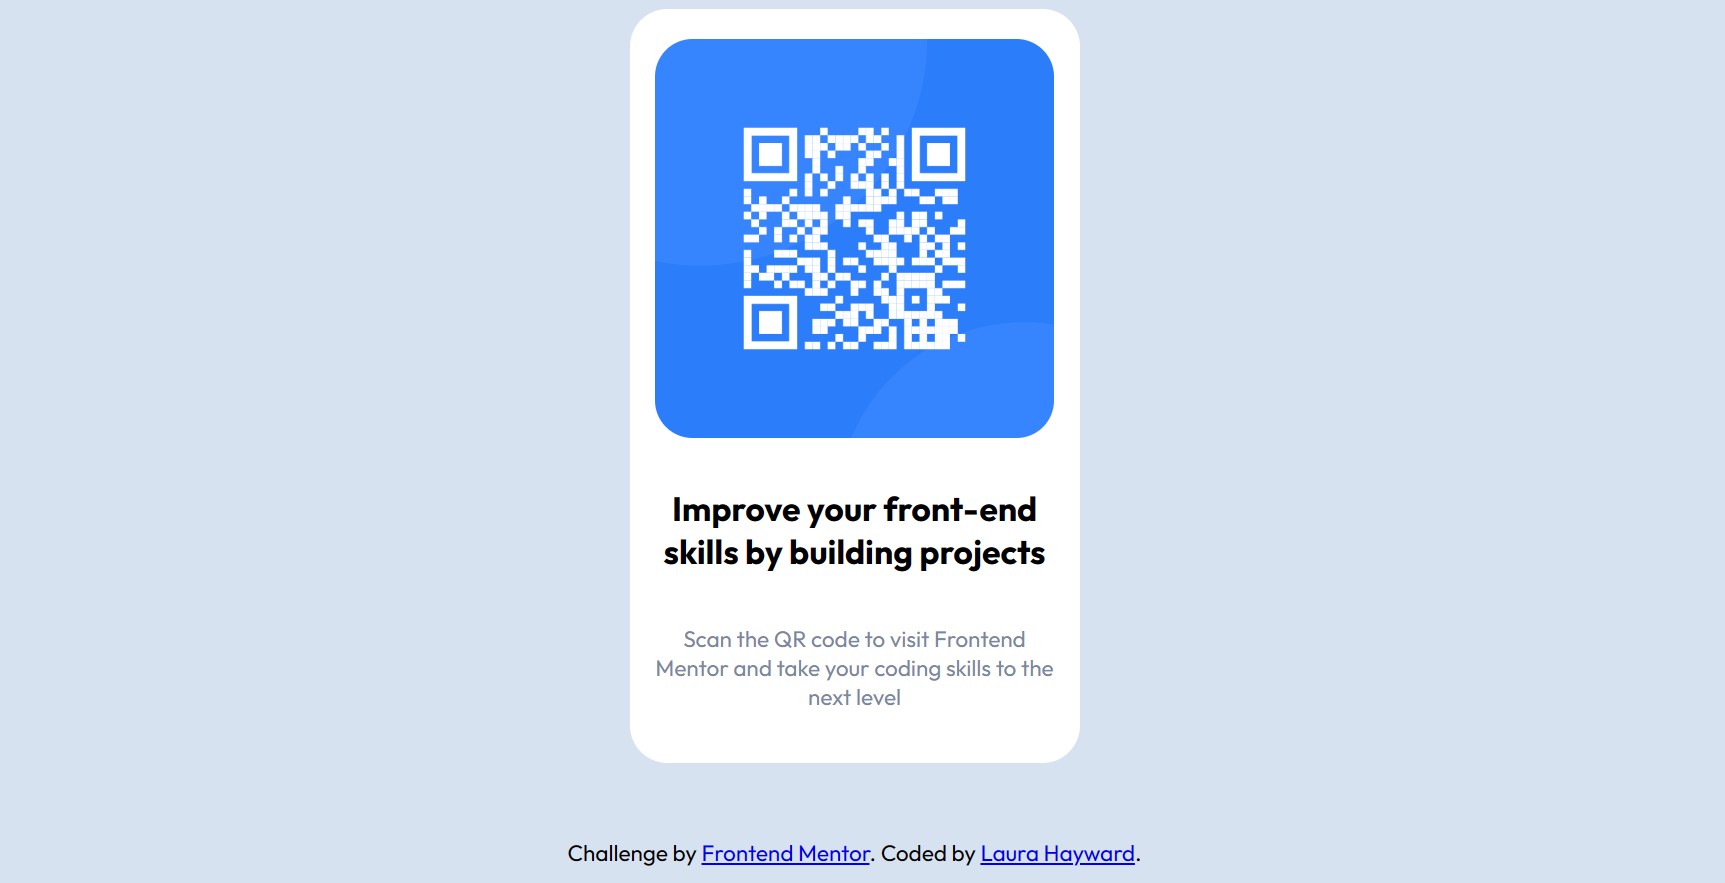 Improve your front-end
skills by building projects
Scan the QR code to visit Frontend
Mentor and take your coding skills to the
next level
Challenge by Frontend Mentor. Coded by Laura Hayward.